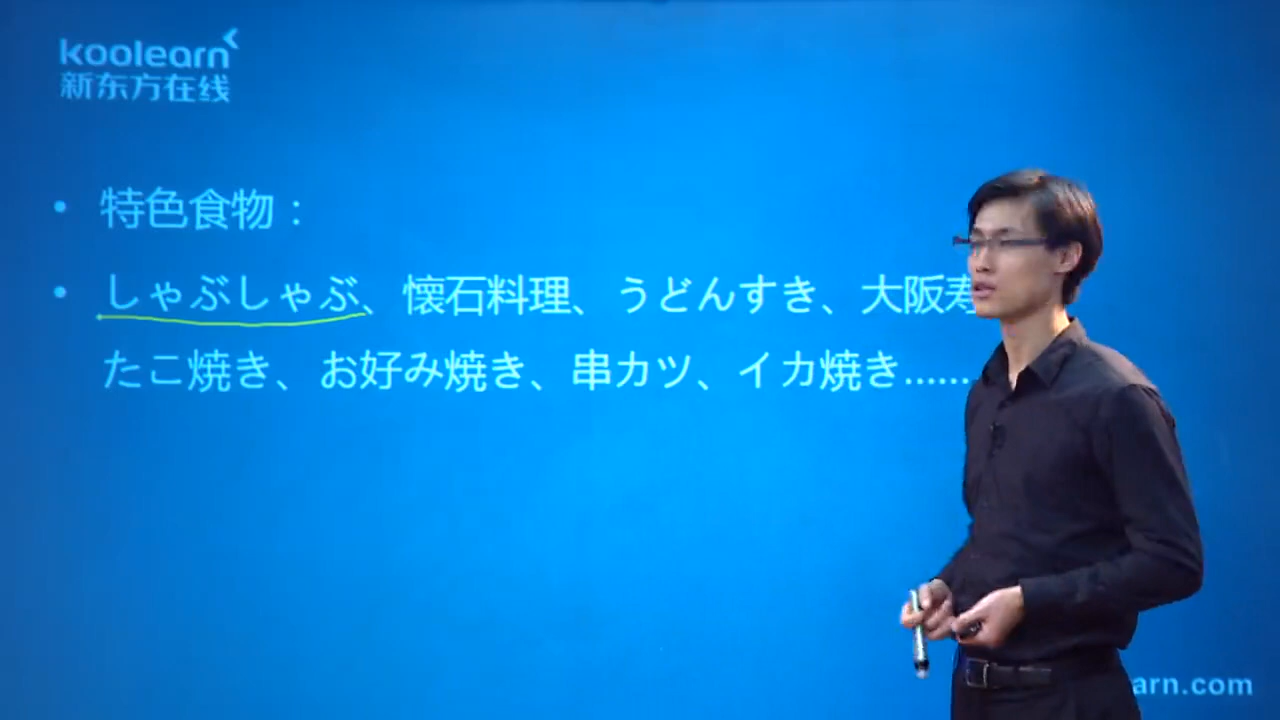 koolearn
新东方在线
• 特色食物：
• しゃぶしゃぶ、懐石料理、うどんすき、大阪寿
たこ焼き、お好み焼き、串カツ、イカ焼き……
arn.com